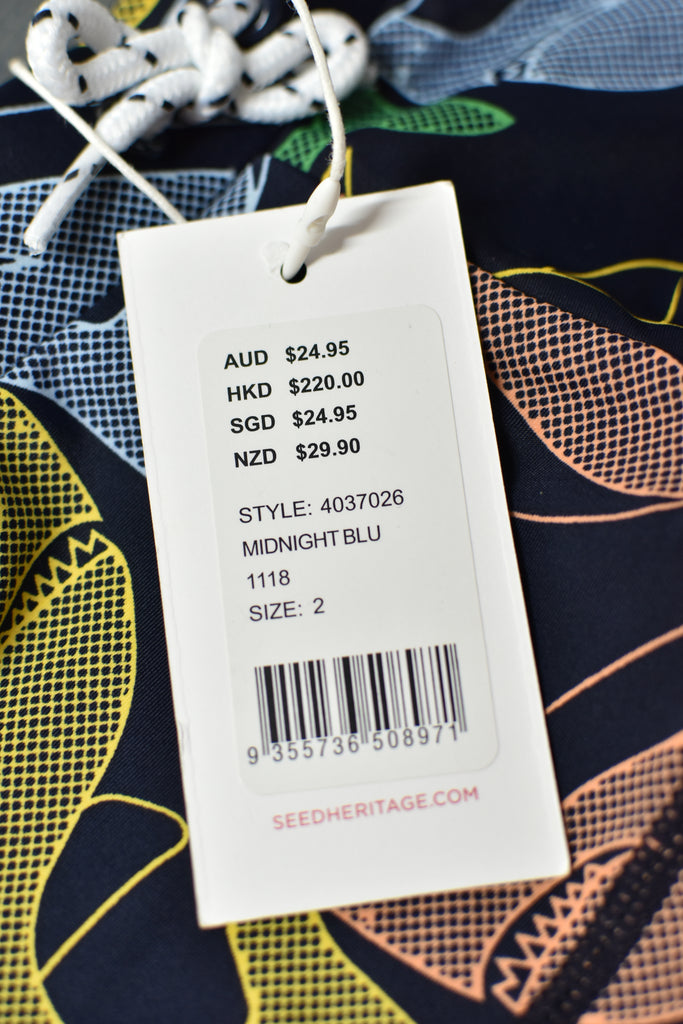 AUD $24.95
HKD $220.00
SGD $24.95
NZD $29.90
STYLE: 4037026
MIDNIGHT BLU
1118
SIZE: 2
9 355736 508971
SEEDHERITAGE.COM